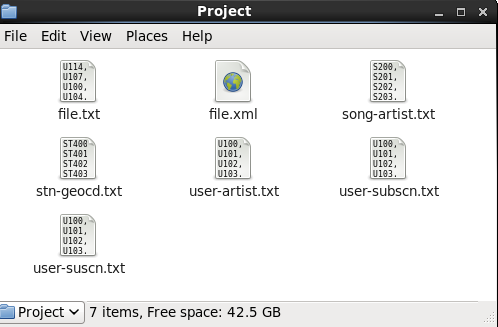 Project
File Edit View Places Help
U114, S200,
U107, S201,
U100, S202,
U104. S203.
file.txt file.xml song-artist.txt
ST400 U100, U100,
ST401 U101, U101,
ST402 U102, U102,
ST403 U103. U103.
stn-geocd.txt user-artist.txt user-subscn.txt
U100,
U101,
U102,
U103.
user-suscn.txt
Project 7 items, Free space: 42.5 GB